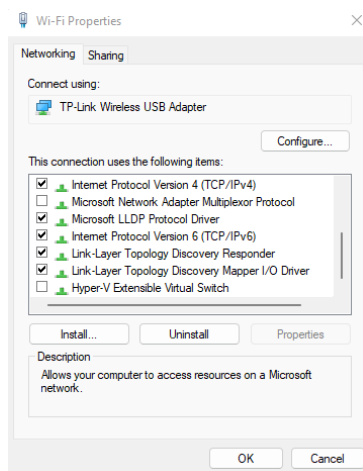 Wi-Fi Properties
Networking
Sharing
Connect using:
TP-Link Wireless USB Adapter
Configure...
This connection uses the following items:
Internet Protocol Version 4 (TCP/IPv4)
Microsoft Network Adapter Multiplexor Protocol
Microsoft LLDP Protocol Driver
Internet Protocol Version 6 (TCP/IPv6)
Link-Layer Topology Discovery Responder
Link-Layer Topology Discovery Mapper I/O Driver
Hyper-V Extensible Virtual Switch
Install...
Uninstall
Properties
Description
Allows your computer to access resources on a Microsoft
network.
OK
Cancel